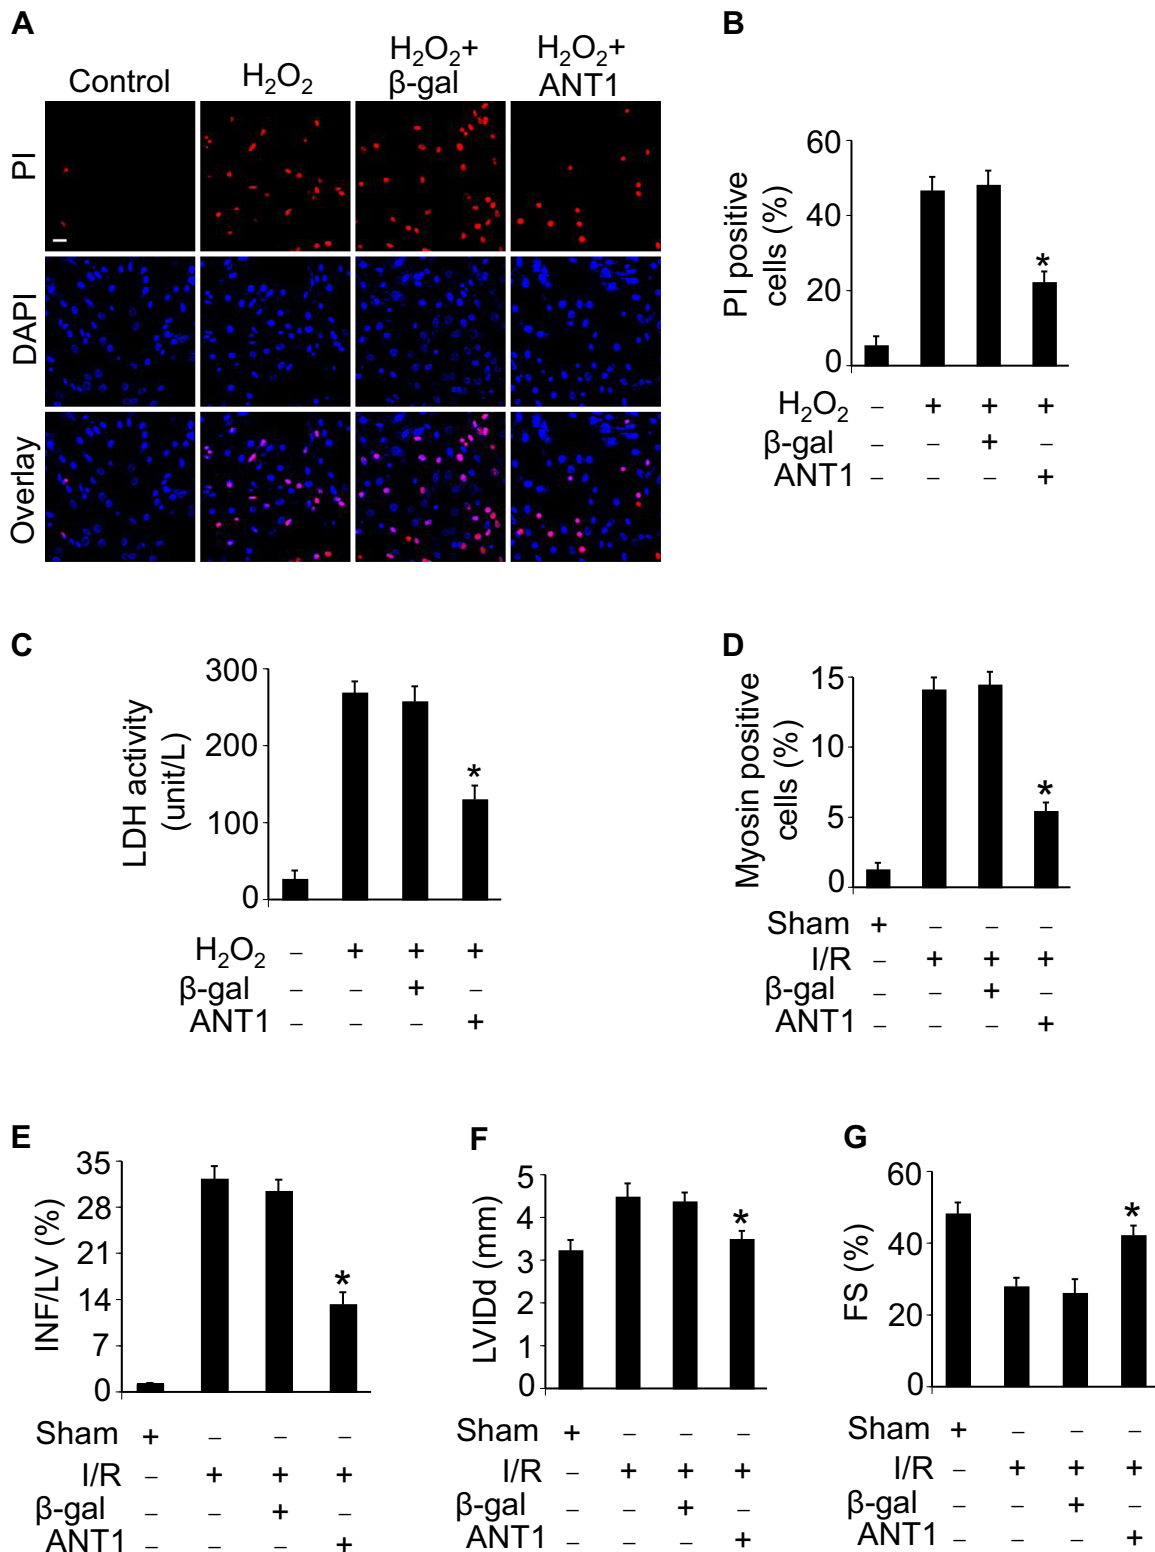 A
Control
H₂O₂
H₂O₂+
β-gal
H₂O₂+
ANT1
PI
DAPI
Overlay
B
PI positive
cells (%)
60
40
20
0
*
H₂O₂ – + + +
β-gal – – + –
ANT1 – – – +
C
LDH activity
(unit/L)
300
200
100
0
*
H₂O₂ – + + +
β-gal – – + –
ANT1 – – – +
D
Myosin positive
cells (%)
15
10
5
0
*
Sham + – – –
I/R – + + +
β-gal – – + –
ANT1 – – – +
E
INF/LV (%)
35
28
21
14
7
0
*
Sham + – – –
I/R – + + +
β-gal – – + –
ANT1 – – – +
F
LVIDd (mm)
5
4
3
2
1
0
*
Sham + – – –
I/R – + + +
β-gal – – + –
ANT1 – – – +
G
FS (%)
60
40
20
0
*
Sham + – – –
I/R – + + +
β-gal – – + –
ANT1 – – – +